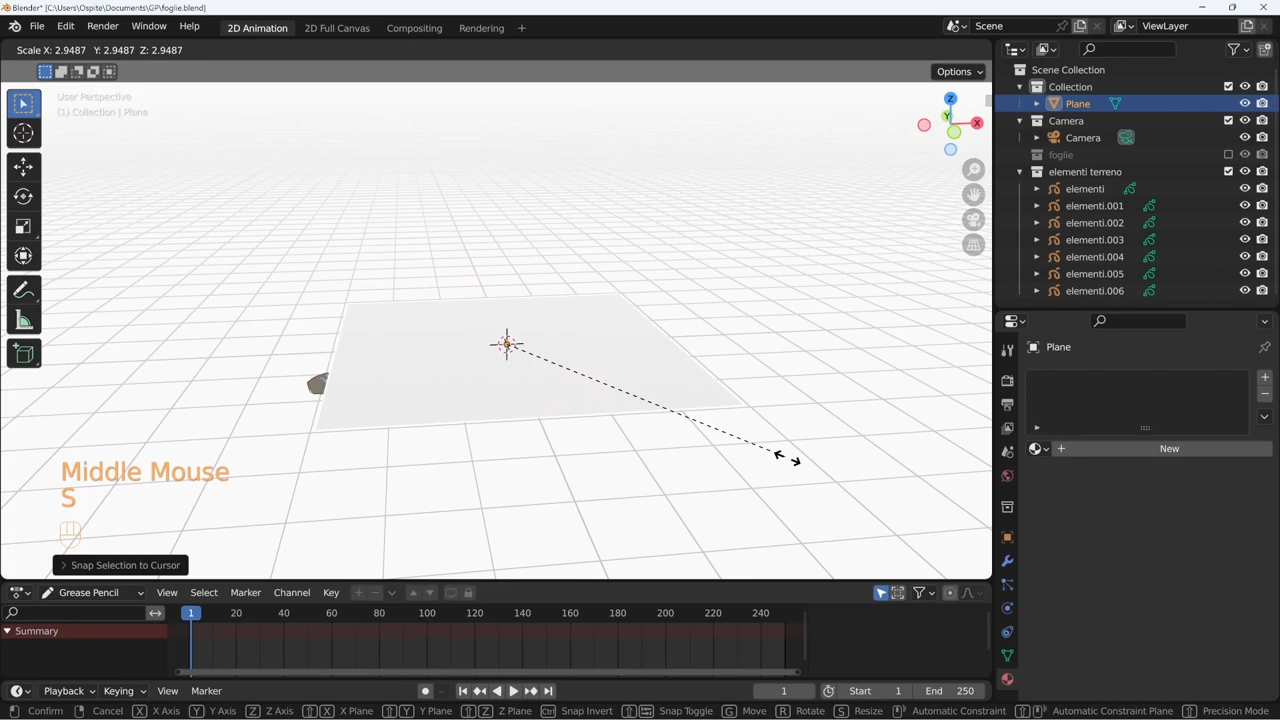 Blender* [C:\Users\Ospite\Documents\GP\foglie.blend]
File Edit Render Window Help 2D Animation 2D Full Canvas Compositing Rendering + Scene ViewLayer
Scale X: 2.9487 Y: 2.9487 Z: 2.9487
Options
User Perspective
(1) Collection | Plane
Z
Y
X
Middle Mouse
S
Snap Selection to Cursor
Scene Collection
Collection
Plane
Camera
Camera
foglie
elementi terreno
elementi
elementi.001
elementi.002
elementi.003
elementi.004
elementi.005
elementi.006
Plane
New
Grease Pencil View Select Marker Channel Key
1 20 40 60 80 100 120 140 160 180 200 220 240
Summary
Playback Keying View Marker 1 Start 1 End 250
Confirm Cancel X X Axis Y Y Axis Z Z Axis X X Plane Y Y Plane Z Z Plane Ctrl Snap Invert Snap Toggle G Move R Rotate S Resize Automatic Constraint Automatic Constraint Plane Precision Mode